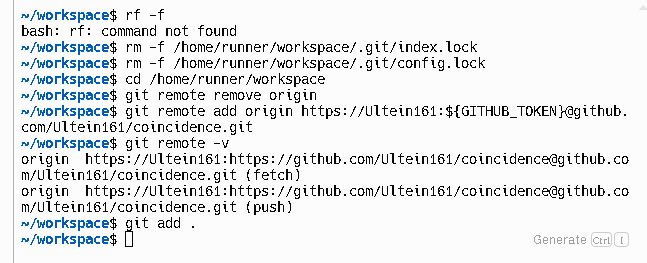 ~/workspace$ rf -f
bash: rf: command not found
~/workspace$ rm -f /home/runner/workspace/.git/index.lock
~/workspace$ rm -f /home/runner/workspace/.git/config.lock
~/workspace$ cd /home/runner/workspace
~/workspace$ git remote remove origin
~/workspace$ git remote add origin https://Ultein161:${GITHUB_TOKEN}@github.
com/Ultein161/coincidence.git
~/workspace$ git remote -v
origin  https://Ultein161:https://github.com/Ultein161/coincidence@github.co
m/Ultein161/coincidence.git (fetch)
origin  https://Ultein161:https://github.com/Ultein161/coincidence@github.co
m/Ultein161/coincidence.git (push)
~/workspace$ git add .
~/workspace$ Generate Ctrl I